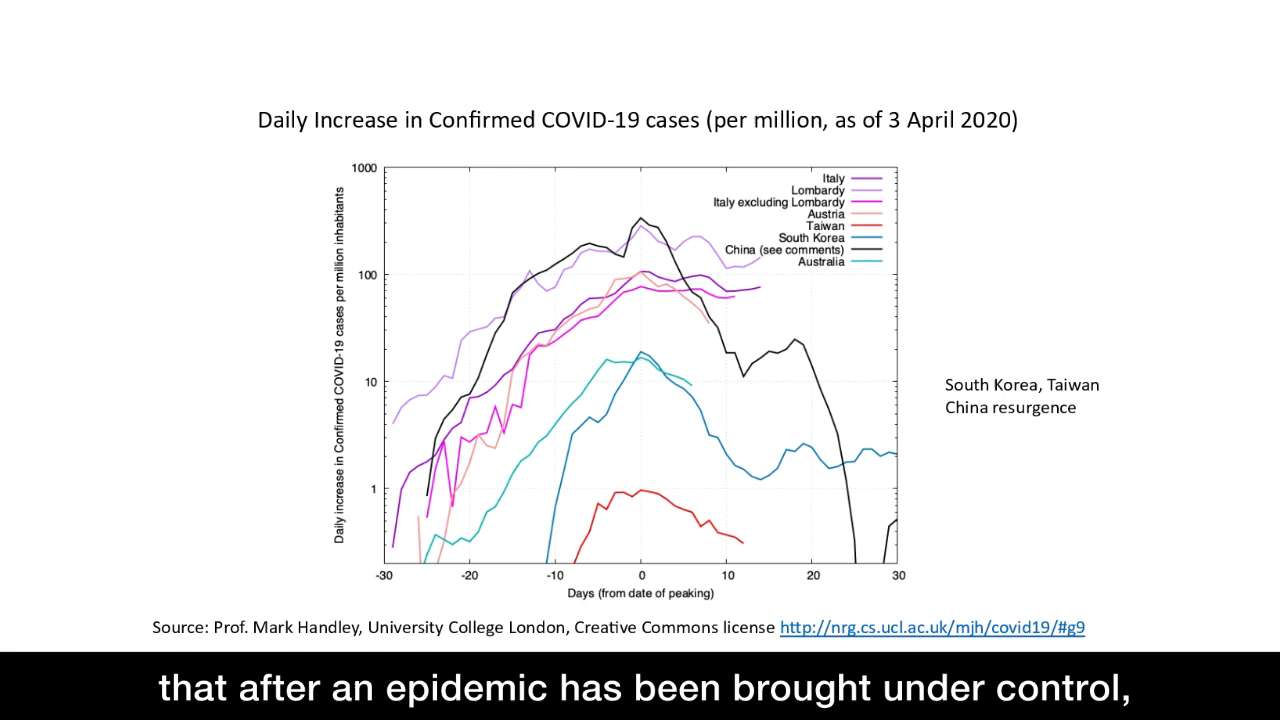 Daily Increase in Confirmed COVID-19 cases (per million, as of 3 April 2020)
Daily increase in Confirmed COVID-19 cases per million inhabitants
1000
100
10
1
Italy
Lombardy
Italy excluding Lombardy
Austria
Taiwan
South Korea
China (see comments)
Australia
-30 -20 -10 0 10 20 30
Days (from date of peaking)
South Korea, Taiwan
China resurgence
Source: Prof. Mark Handley, University College London, Creative Commons license http://nrg.cs.ucl.ac.uk/mjh/covid19/#g9
that after an epidemic has been brought under control,